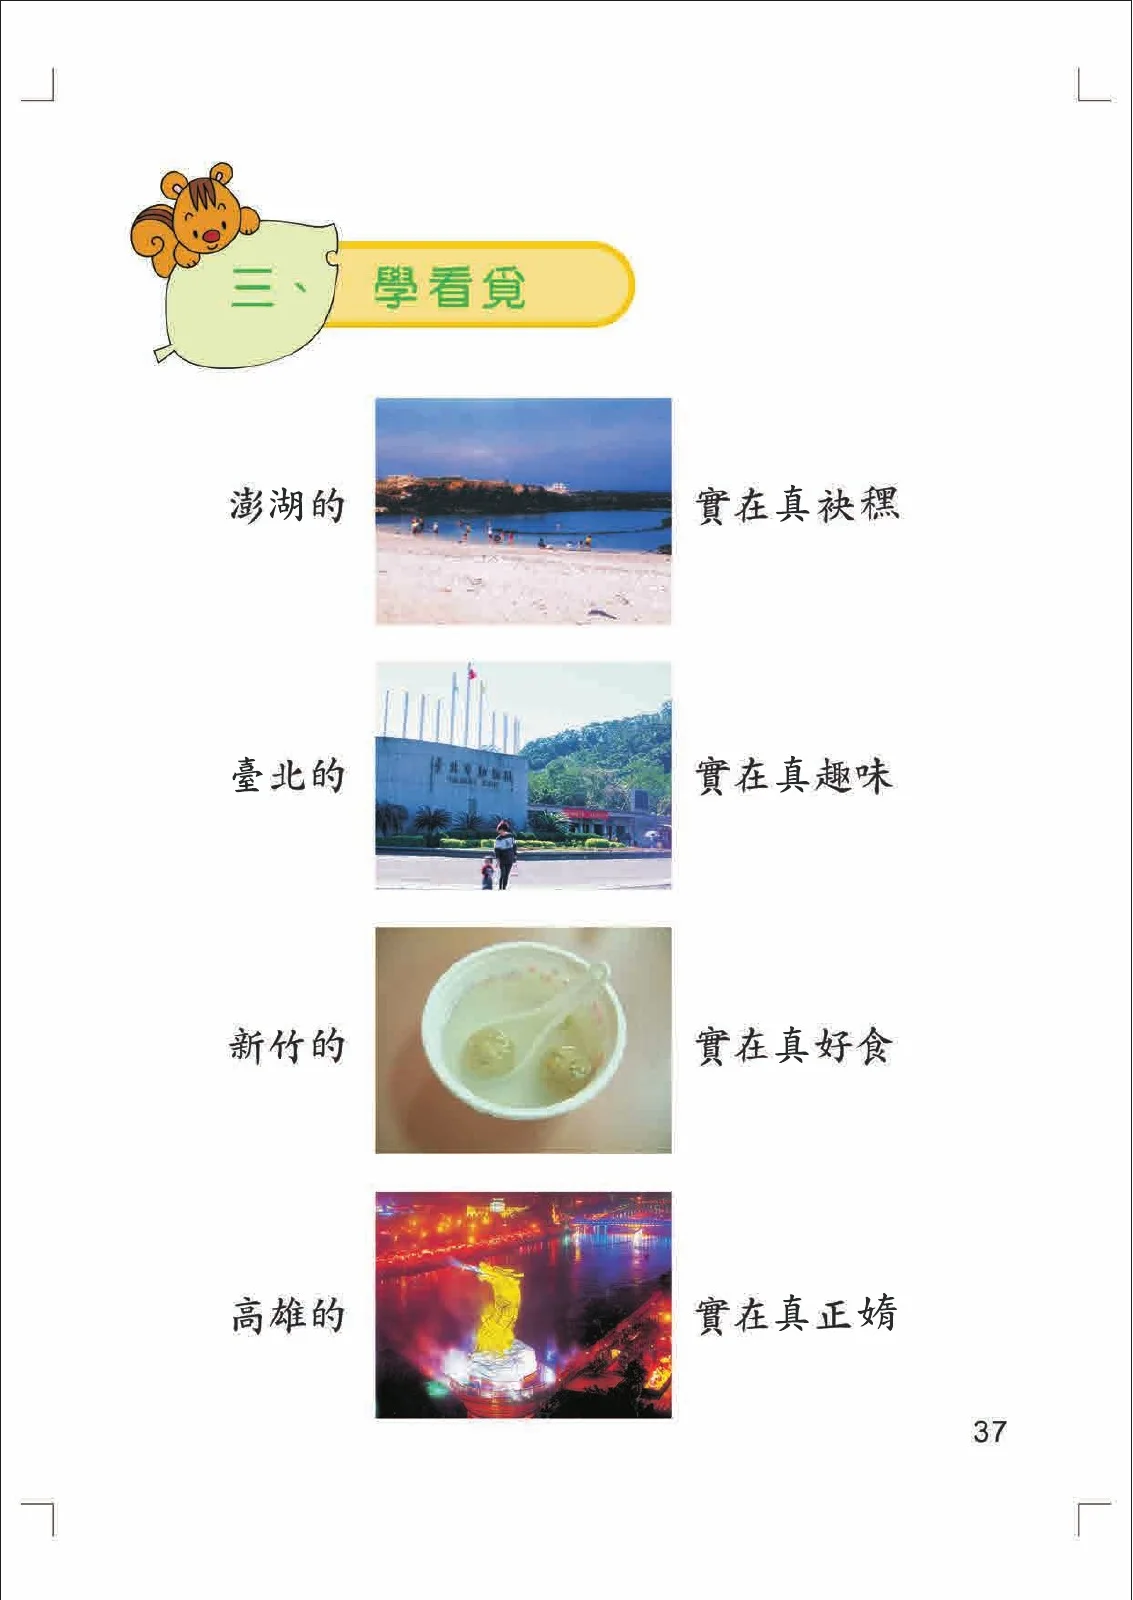 三、 學看覓
澎湖的 實在真袂䆀
臺北的 實在真趣味
新竹的 實在真好食
高雄的 實在真正媠
37